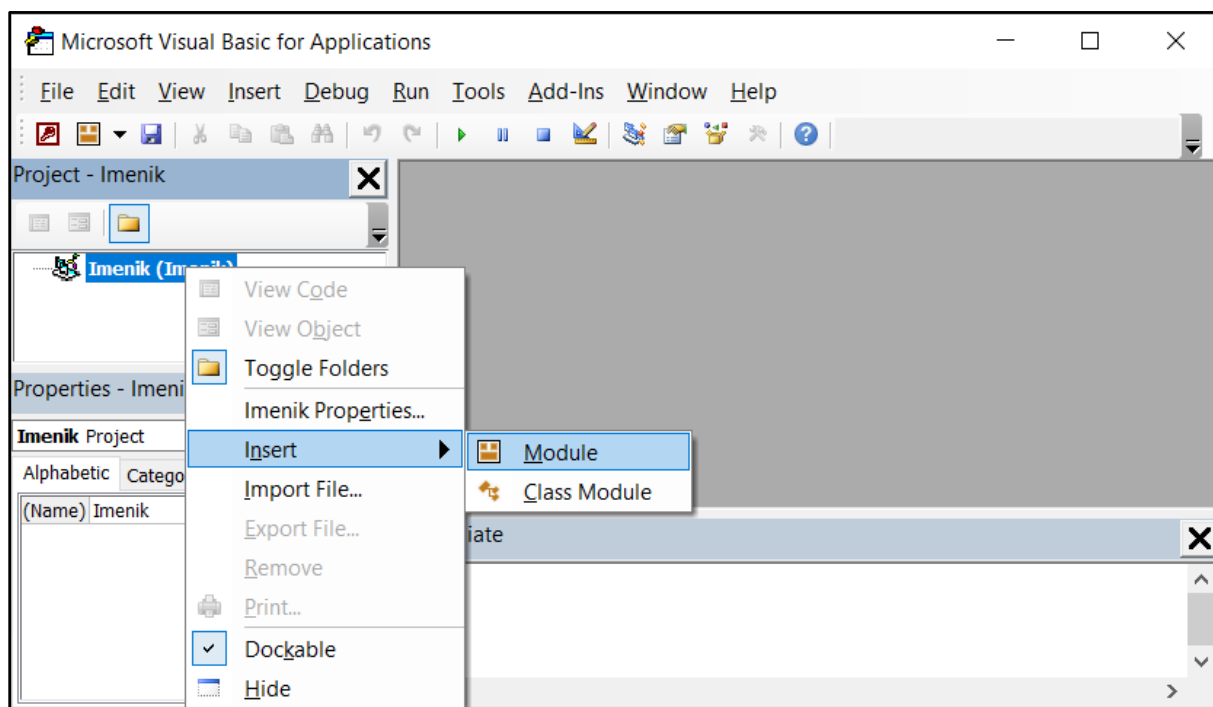 Microsoft Visual Basic for Applications
File Edit View Insert Debug Run Tools Add-Ins Window Help
Project - Imenik
Imenik (Imenik)
View Code
View Object
Toggle Folders
Properties - Imeni
Imenik Properties...
Imenik Project
Insert
Module
Alphabetic Catego
Import File...
Class Module
(Name) Imenik
Export File...
iate
Remove
Print...
Dockable
Hide